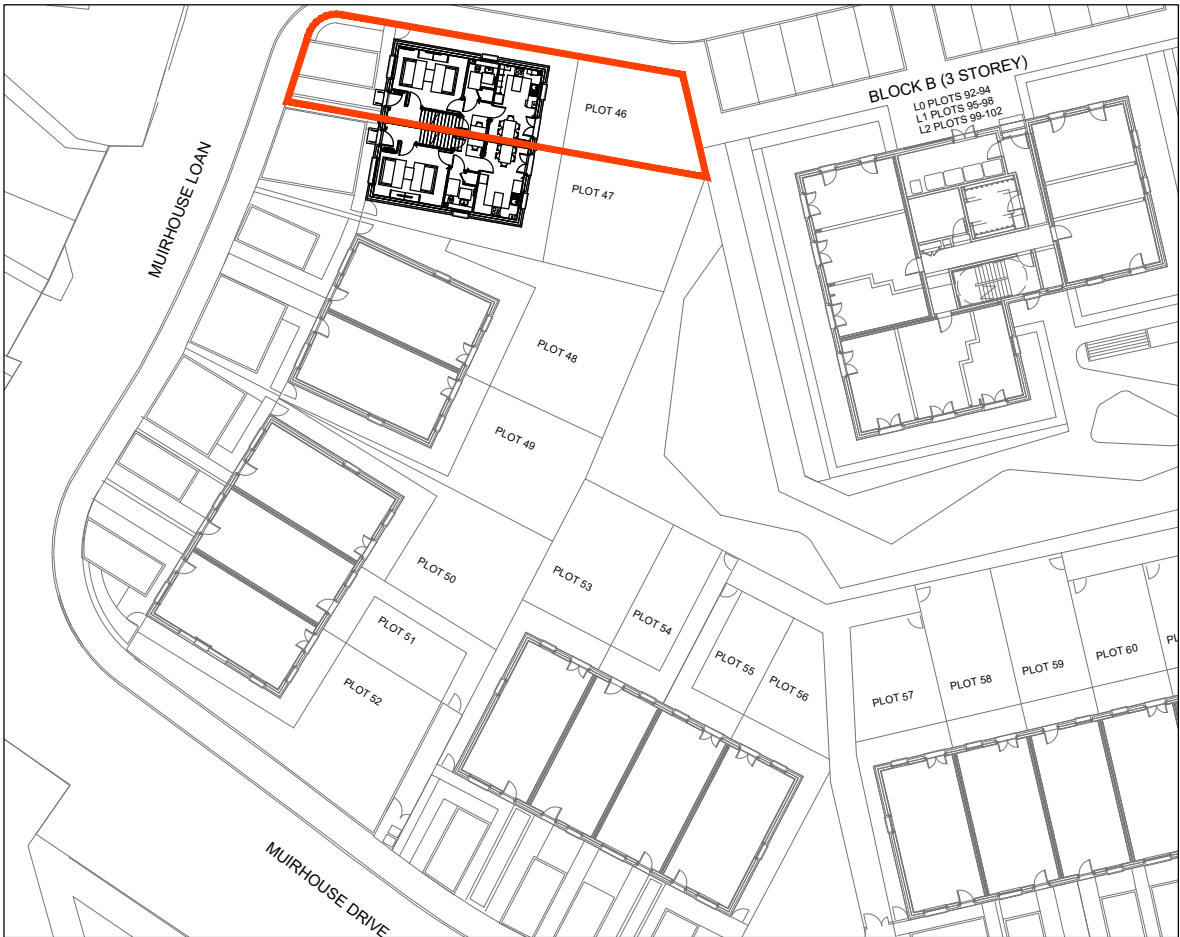 BLOCK B (3 STOREY)
L0 PLOTS 92-94
L1 PLOTS 95-98
L2 PLOTS 99-102
PLOT 46
MUIRHOUSE LOAN
PLOT 47
PLOT 48
PLOT 49
PLOT 50
PLOT 53
PLOT 51
PLOT 54
PLOT 52
PLOT 55
PLOT 56
PLOT 57
PLOT 58
PLOT 59
PLOT 60
PL
MUIRHOUSE DRIVE